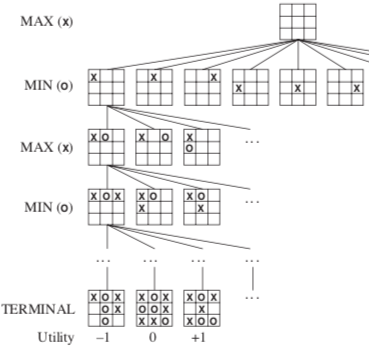 MAX (x)
X X X X X X
MIN (o)
X O X O X
O
MAX (x)
...
X O X X O X O
X X
MIN (o)
...
... ... ... ...
X O X X O X X O X
O X O O X X
O X X O X O O
TERMINAL
...
Utility –1 0 +1